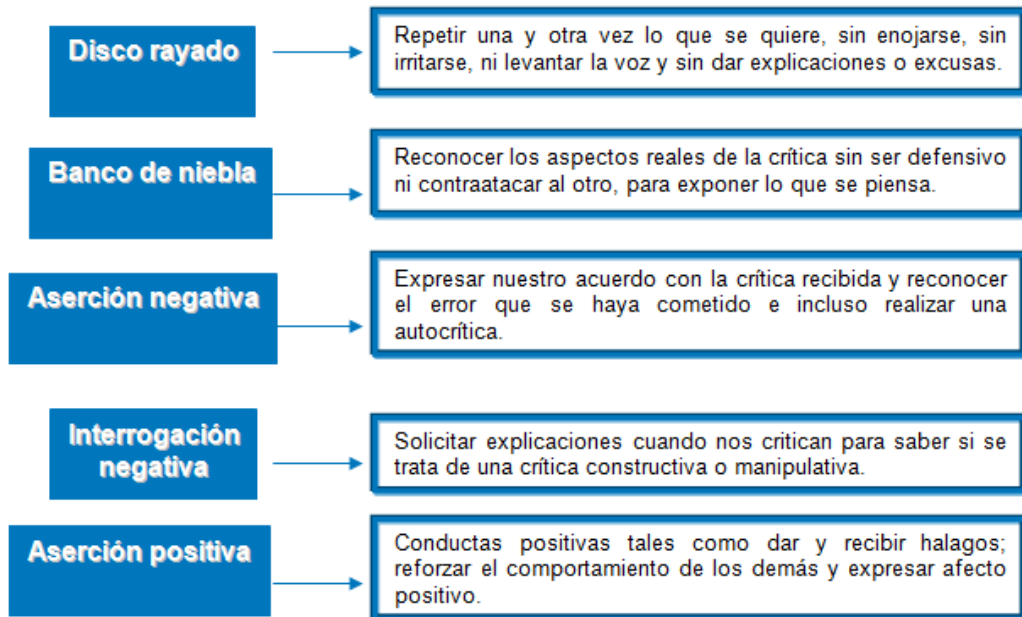 Disco rayado
Repetir una y otra vez lo que se quiere, sin enojarse, sin
irritarse, ni levantar la voz y sin dar explicaciones o excusas.
Banco de niebla
Reconocer los aspectos reales de la crítica sin ser defensivo
ni contraatacar al otro, para exponer lo que se piensa.
Aserción negativa
Expresar nuestro acuerdo con la crítica recibida y reconocer
el error que se haya cometido e incluso realizar una
autocrítica.
Interrogación
negativa
Solicitar explicaciones cuando nos critican para saber si se
trata de una crítica constructiva o manipulativa.
Aserción positiva
Conductas positivas tales como dar y recibir halagos;
reforzar el comportamiento de los demás y expresar afecto
positivo.